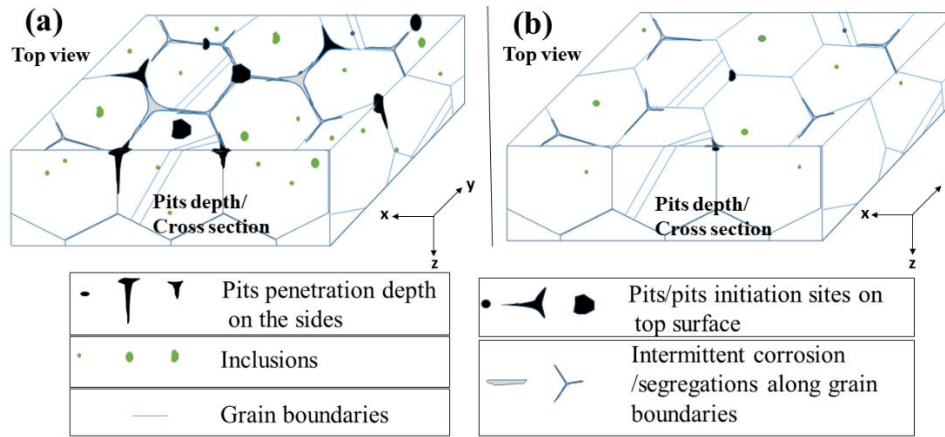 (a)
Top view
Pits depth/
Cross section
x
y
z
(b)
Top view
Pits depth/
Cross section
x
z
Pits penetration depth
on the sides
Inclusions
Grain boundaries
Pits/pits initiation sites on
top surface
Intermittent corrosion
/segregations along grain
boundaries